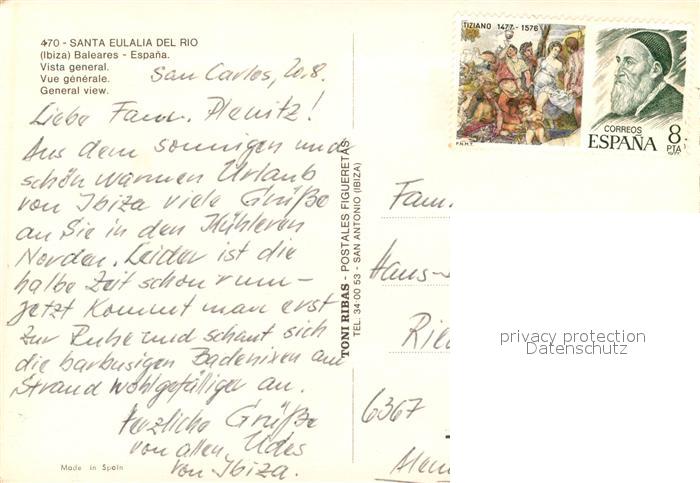 470 - SANTA EULALIA DEL RIO
(Ibiza) Baleares - España.
Vista general.
Vue générale.
General view.
San Carlos, 20.8.
Liebe Fam. Plenitz!
Aus dem sonnigen und
schön warmen Urlaub
von Ibiza viele Grüße
an Sie in den Kühleren
Norden. Leider ist die
halbe Zeit schon rum-
jetzt Kommt man erst
zur Ruhe und schaut sich
die barbusigen Badenixen am
Strand wohlgefälliger an.
Herzliche Grüße
von allen Udes
von Ibiza.
Made in Spain
TONI RIBAS - POSTALES FIGUERETAS
TEL. 34 00 53 - SAN ANTONIO (IBIZA)
TIZIANO 1477 - 1576
F.N.M.T.
CORREOS
8
ESPAÑA PTA
1977
Fam.
Hans-
6367
privacy protection
Datenschutz